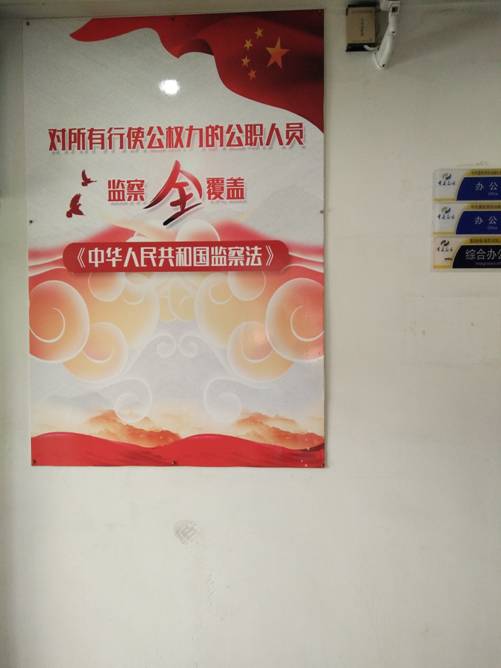 对所有行使公权力的公职人员
监察全覆盖
《中华人民共和国监察法》
办公
办公
综合办公